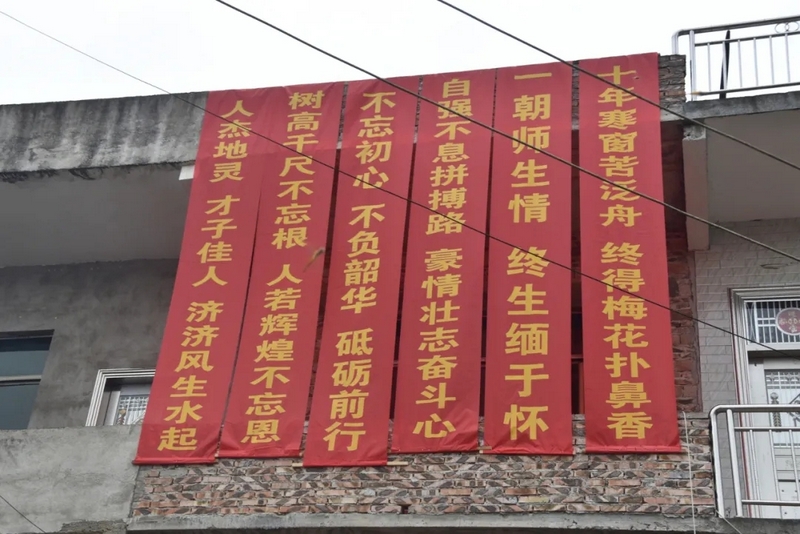 人杰地灵 才子佳人 济济风生水起
树高千尺不忘根 人若辉煌不忘恩
不忘初心 不负韶华 砥砺前行
自强不息拼搏路 豪情壮志奋斗心
一朝师生情 终生缅于怀
十年寒窗苦泛舟 终得梅花扑鼻香